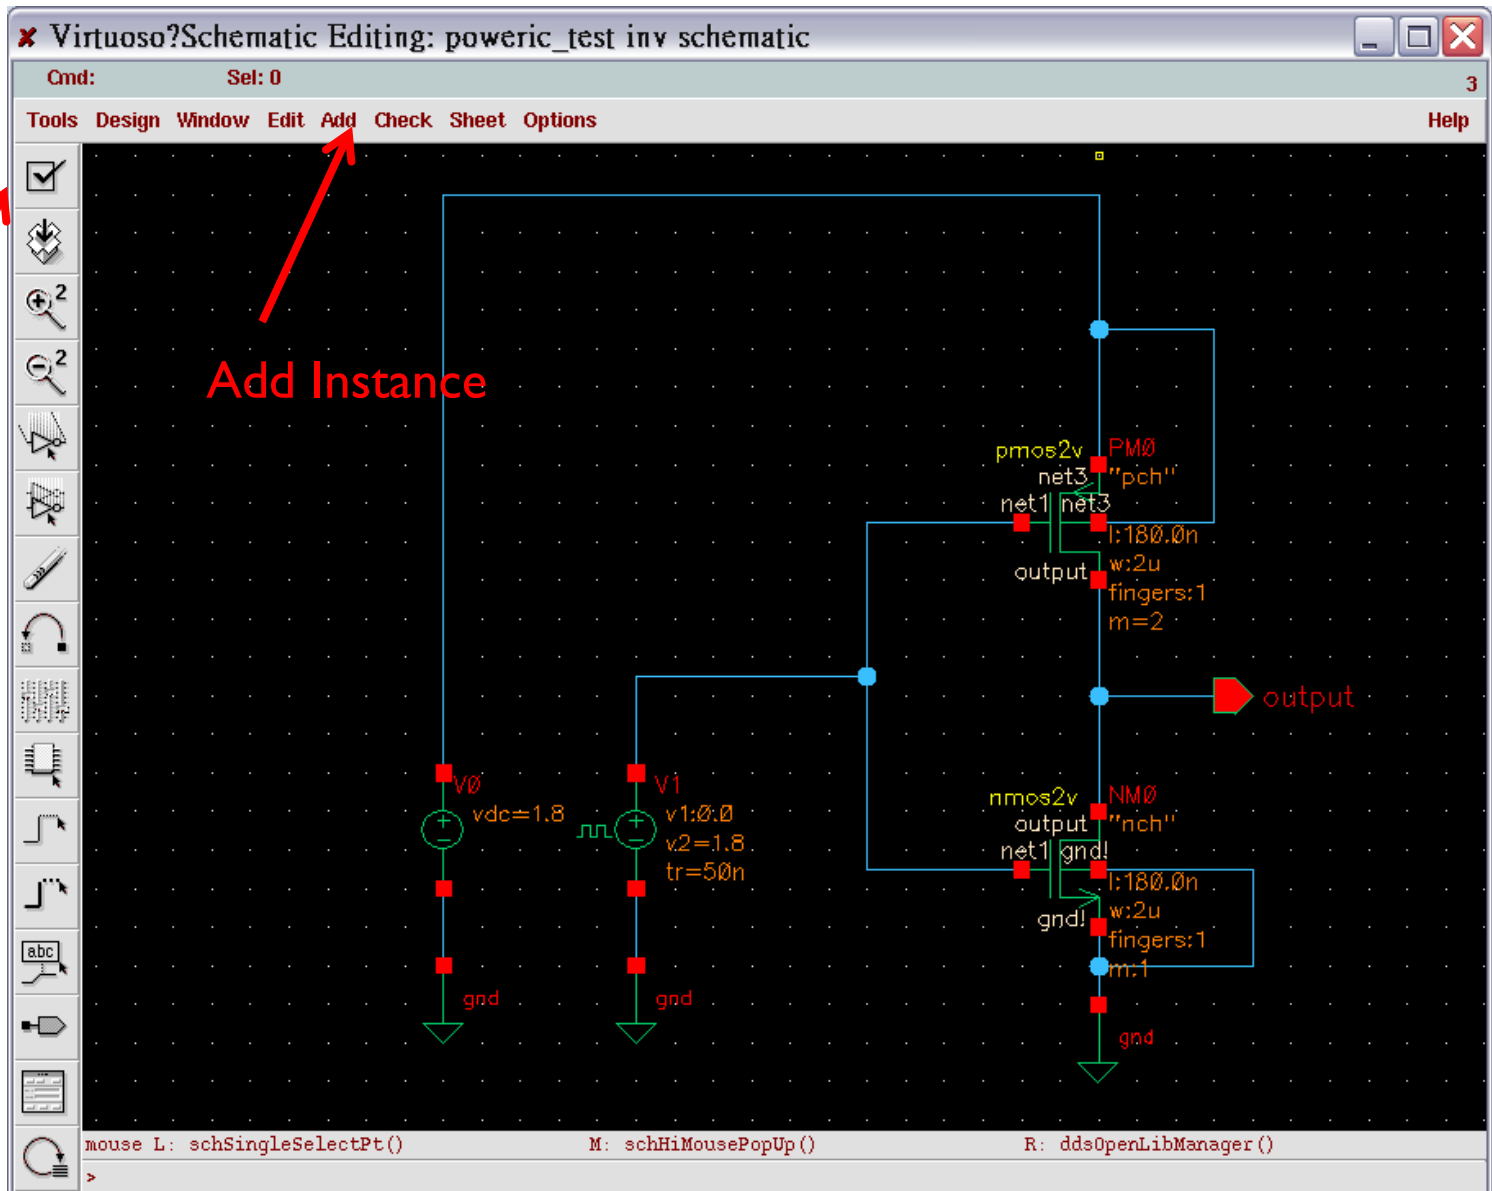 Virtuoso?Schematic Editing: poweric_test inv schematic
Cmd: Sel: 0 3
Tools Design Window Edit Add Check Sheet Options Help
2
2
Add Instance
pmos2v PM0
net3 "pch"
net1 net3
l:180.0n
w:2u
output
fingers:1
m=2
output
V0
vdc=1.8
V1
v1:0.0
v2=1.8
tr=50n
nmos2v NM0
output "nch"
net1 gnd!
l:180.0n
gnd! w:2u
fingers:1
m:1
gnd
gnd
gnd
abc
mouse L: schSingleSelectPt() M: schHiMousePopUp() R: ddsOpenLibManager()
>